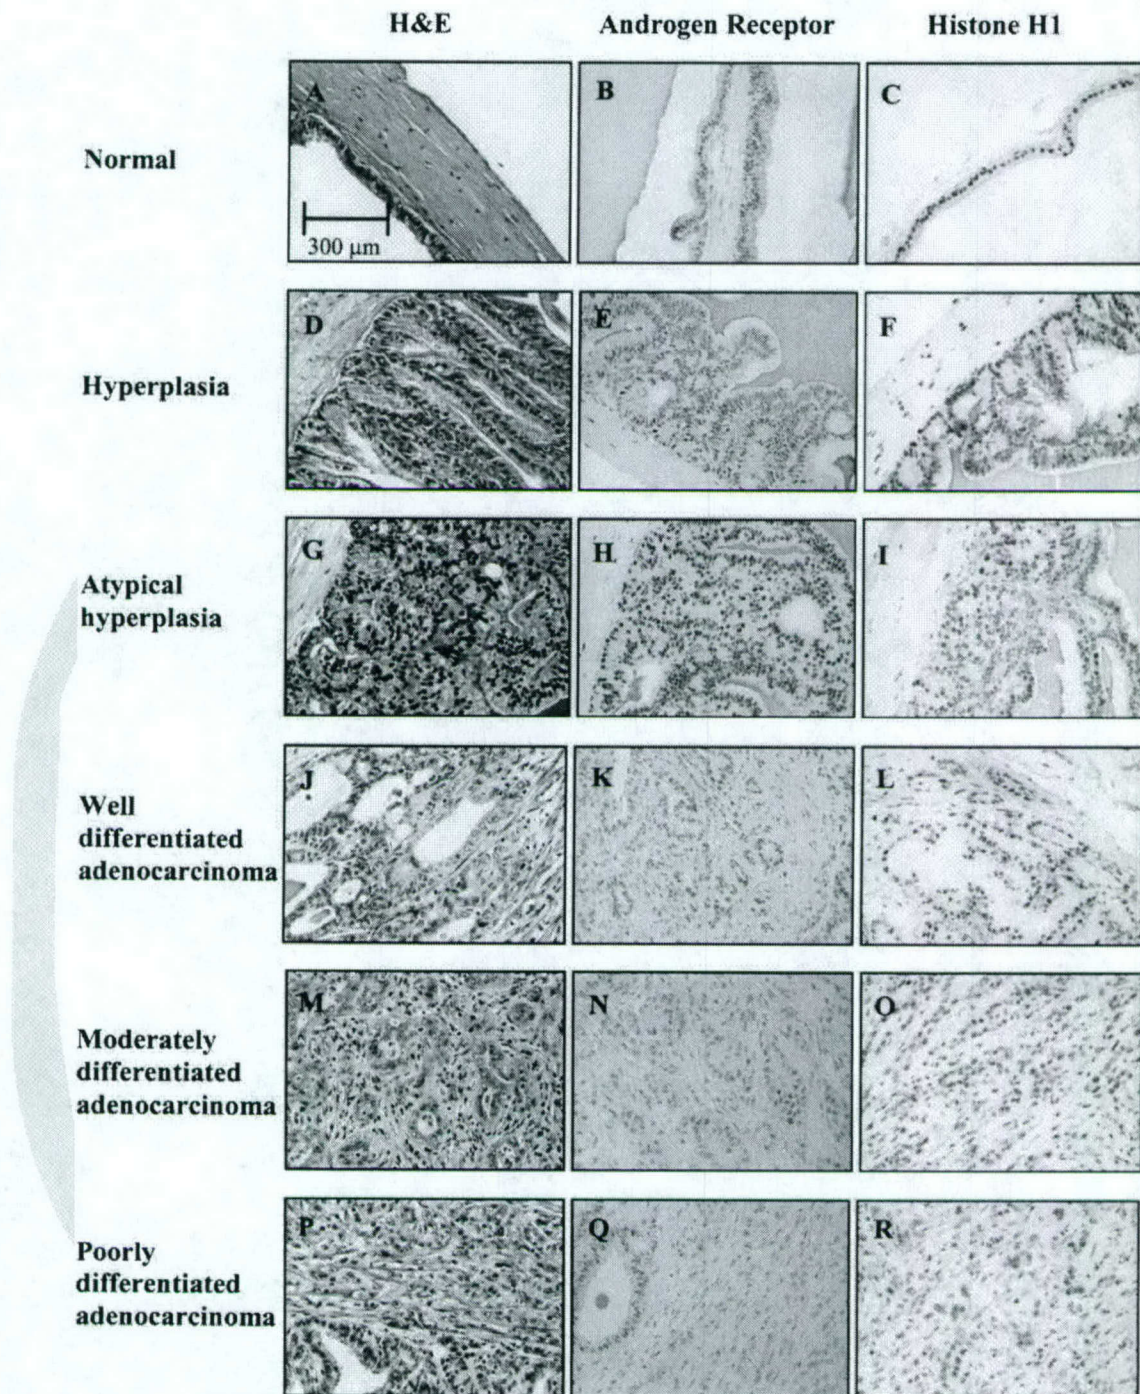 H&E Androgen Receptor Histone H1
Normal
A B C
300 µm
Hyperplasia
D E F
Atypical
hyperplasia
G H I
Well
differentiated
adenocarcinoma
J K L
Moderately
differentiated
adenocarcinoma
M N O
Poorly
differentiated
adenocarcinoma
P Q R